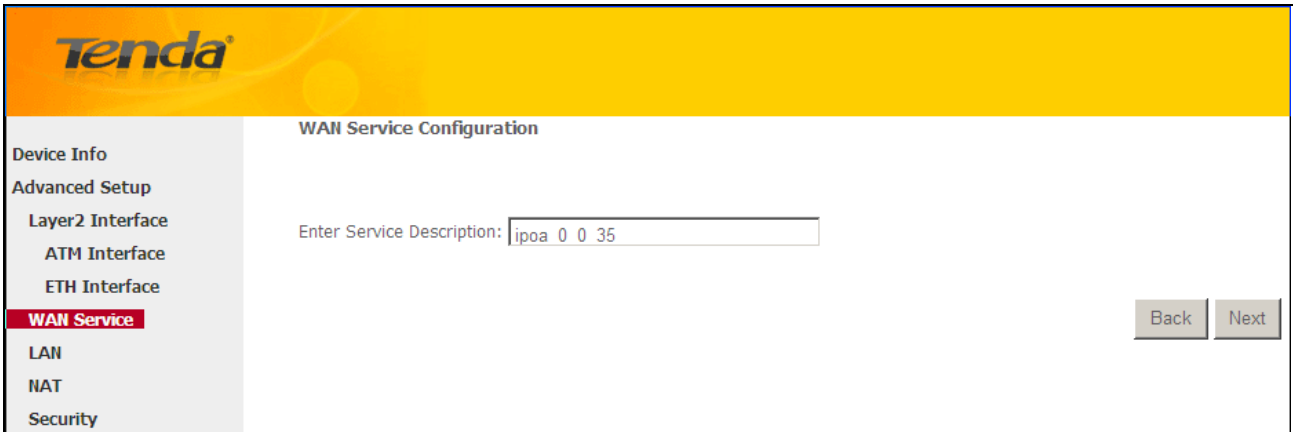 Tenda®
WAN Service Configuration
Device Info
Advanced Setup
Layer2 Interface
ATM Interface
ETH Interface
WAN Service
LAN
NAT
Security
Enter Service Description: ipoa_0_0_35
Back Next